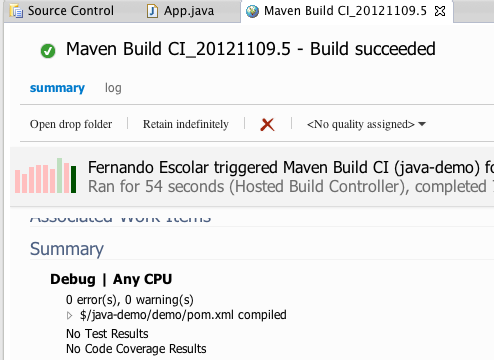 Source Control App.java Maven Build CI_20121109.5
Maven Build CI_20121109.5 - Build succeeded
summary log
Open drop folder Retain indefinitely <No quality assigned>
Fernando Escolar triggered Maven Build CI (java-demo)
Ran for 54 seconds (Hosted Build Controller), completed
Associated Work Items
Summary
Debug | Any CPU
0 error(s), 0 warning(s)
$/java-demo/demo/pom.xml compiled
No Test Results
No Code Coverage Results